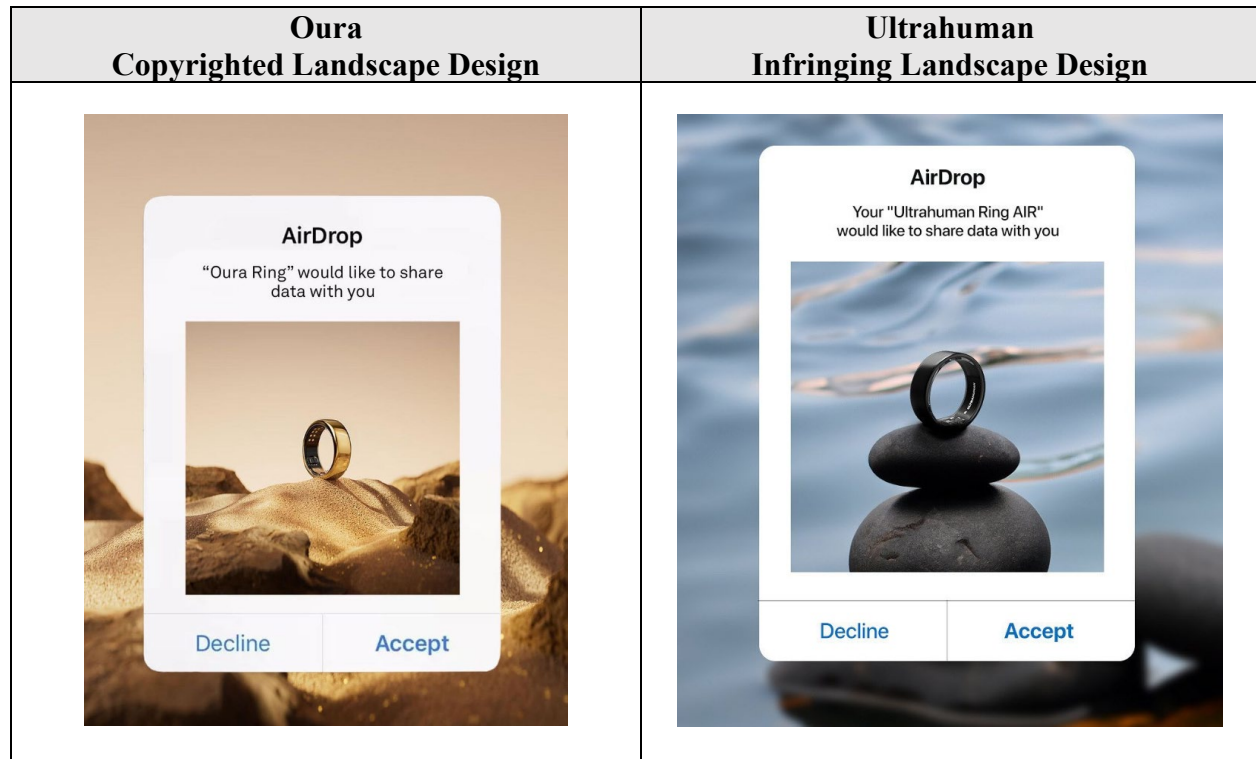 Oura
Copyrighted Landscape Design
Ultrahuman
Infringing Landscape Design
AirDrop
“Oura Ring” would like to share
data with you
Decline
Accept
AirDrop
Your "Ultrahuman Ring AIR"
would like to share data with you
Decline
Accept